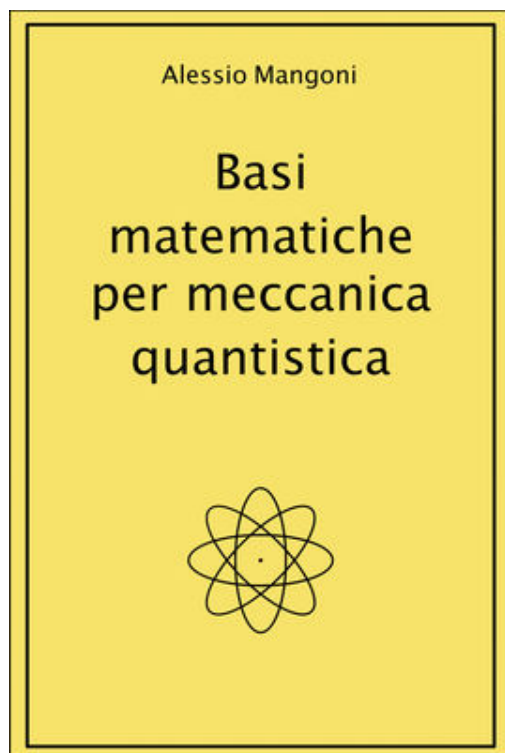 Alessio Mangoni
Basi
matematiche
per meccanica
quantistica